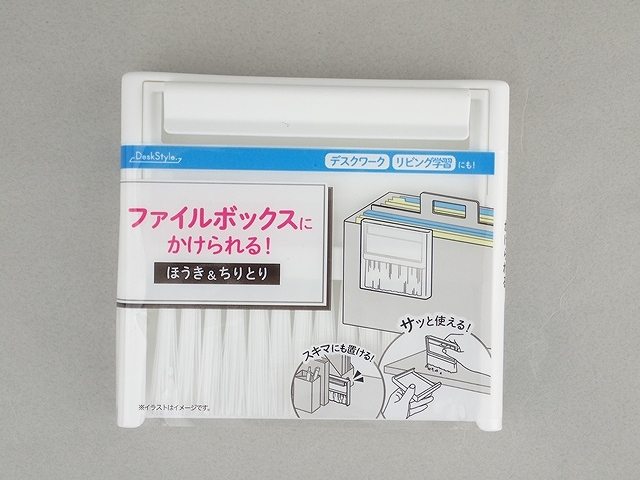 DeskStyle.
デスクワーク リビング学習にも!
ファイルボックスに
かけられる!
ほうき&ちりとり
サッと使える!
スキマにも置ける!
※イラストはイメージです。